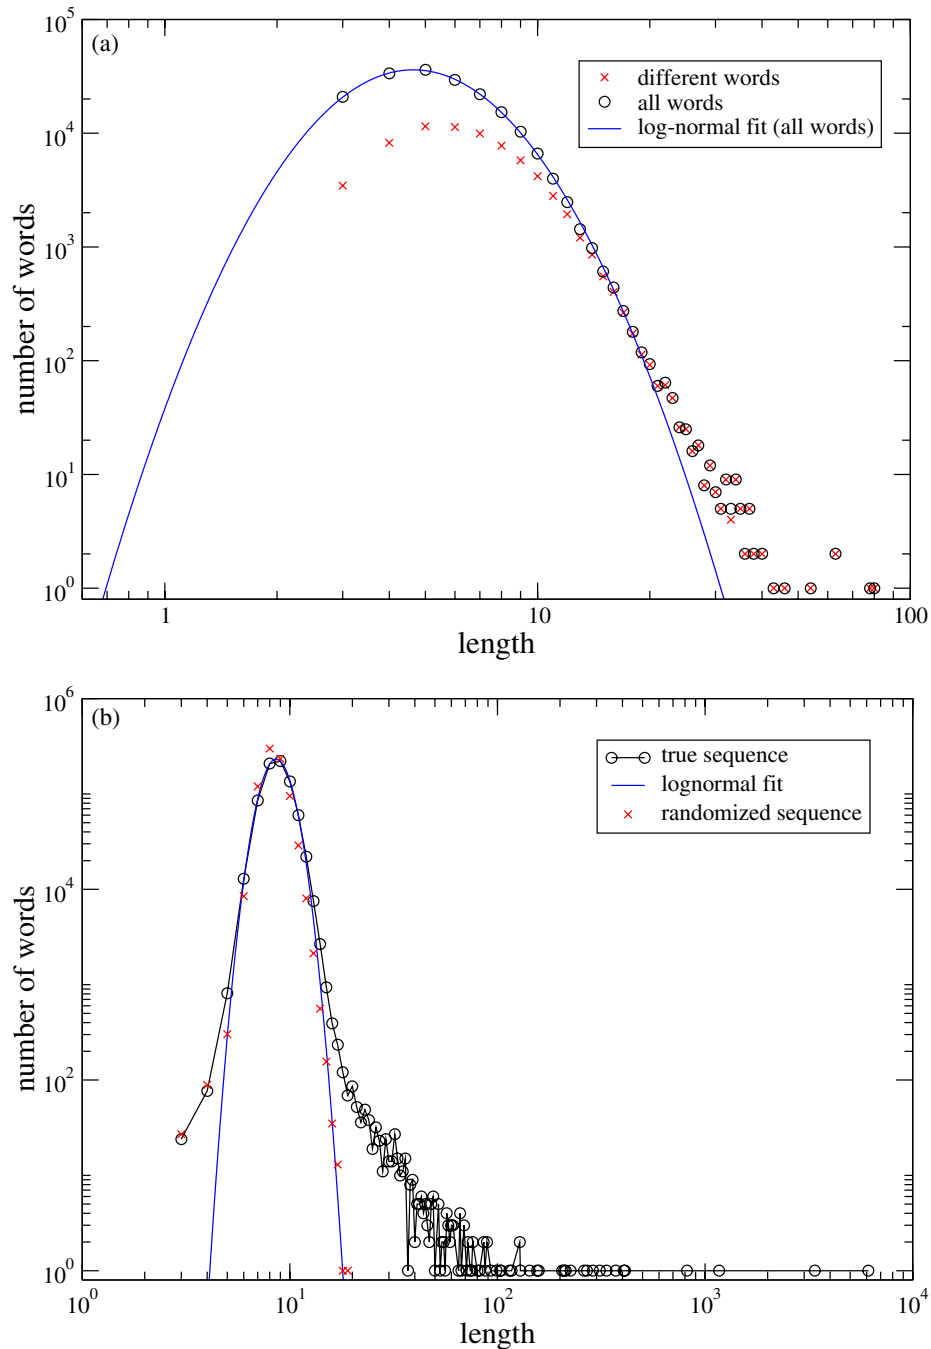 (a)
different words
all words
log-normal fit (all words)
10^5
10^4
10^3
10^2
10^1
10^0
number of words
1
10
100
length
(b)
true sequence
lognormal fit
randomized sequence
10^6
10^4
10^2
10^0
number of words
10^0
10^1
10^2
10^3
10^4
length